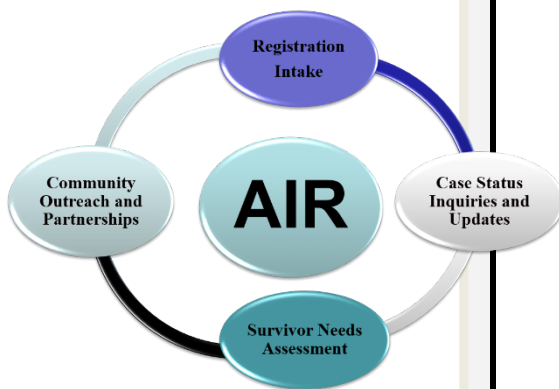 Registration
Intake
Community
Outreach and
Partnerships
AIR
Case Status
Inquiries and
Updates
Survivor Needs
Assessment